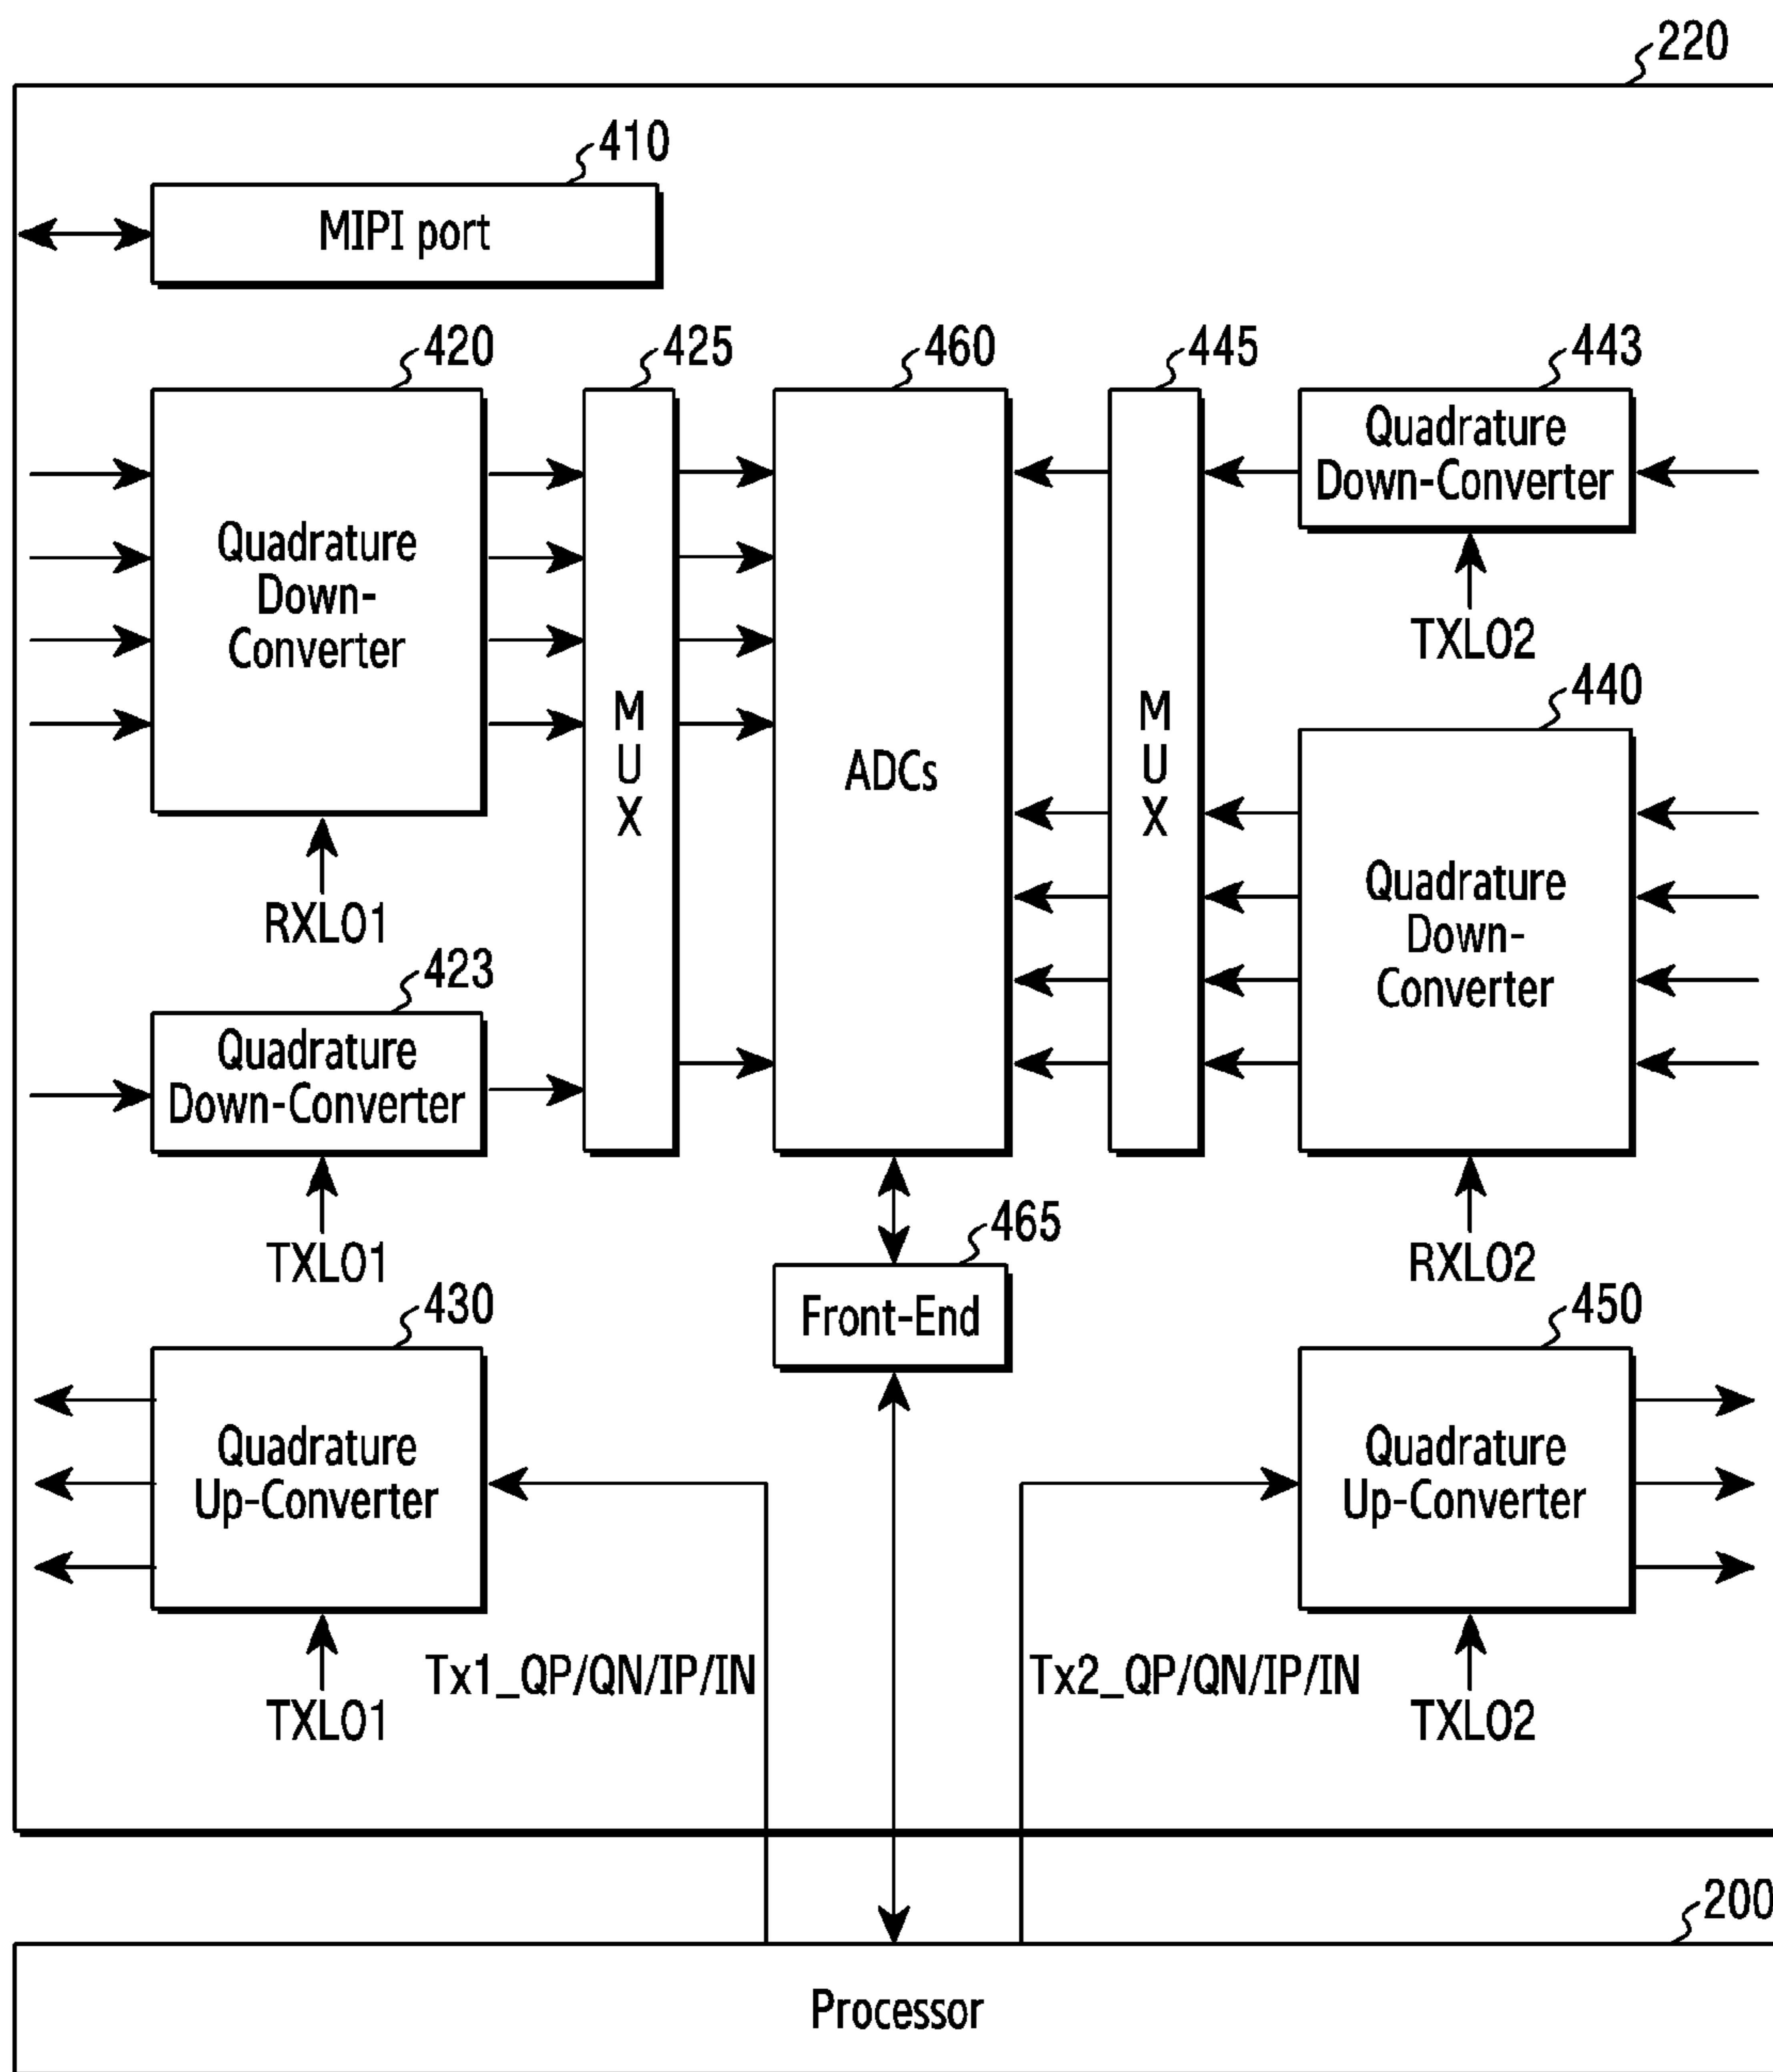 220
410
MIPI port
420
425
460
445
443
Quadrature
Down-Converter
TXLO2
Quadrature
Down-
Converter
RXLO1
M
U
X
ADCs
M
U
X
440
Quadrature
Down-
Converter
RXLO2
423
Quadrature
Down-Converter
TXLO1
465
Front-End
430
Quadrature
Up-Converter
TXLO1
450
Quadrature
Up-Converter
TXLO2
Tx1_QP/QN/IP/IN
Tx2_QP/QN/IP/IN
200
Processor